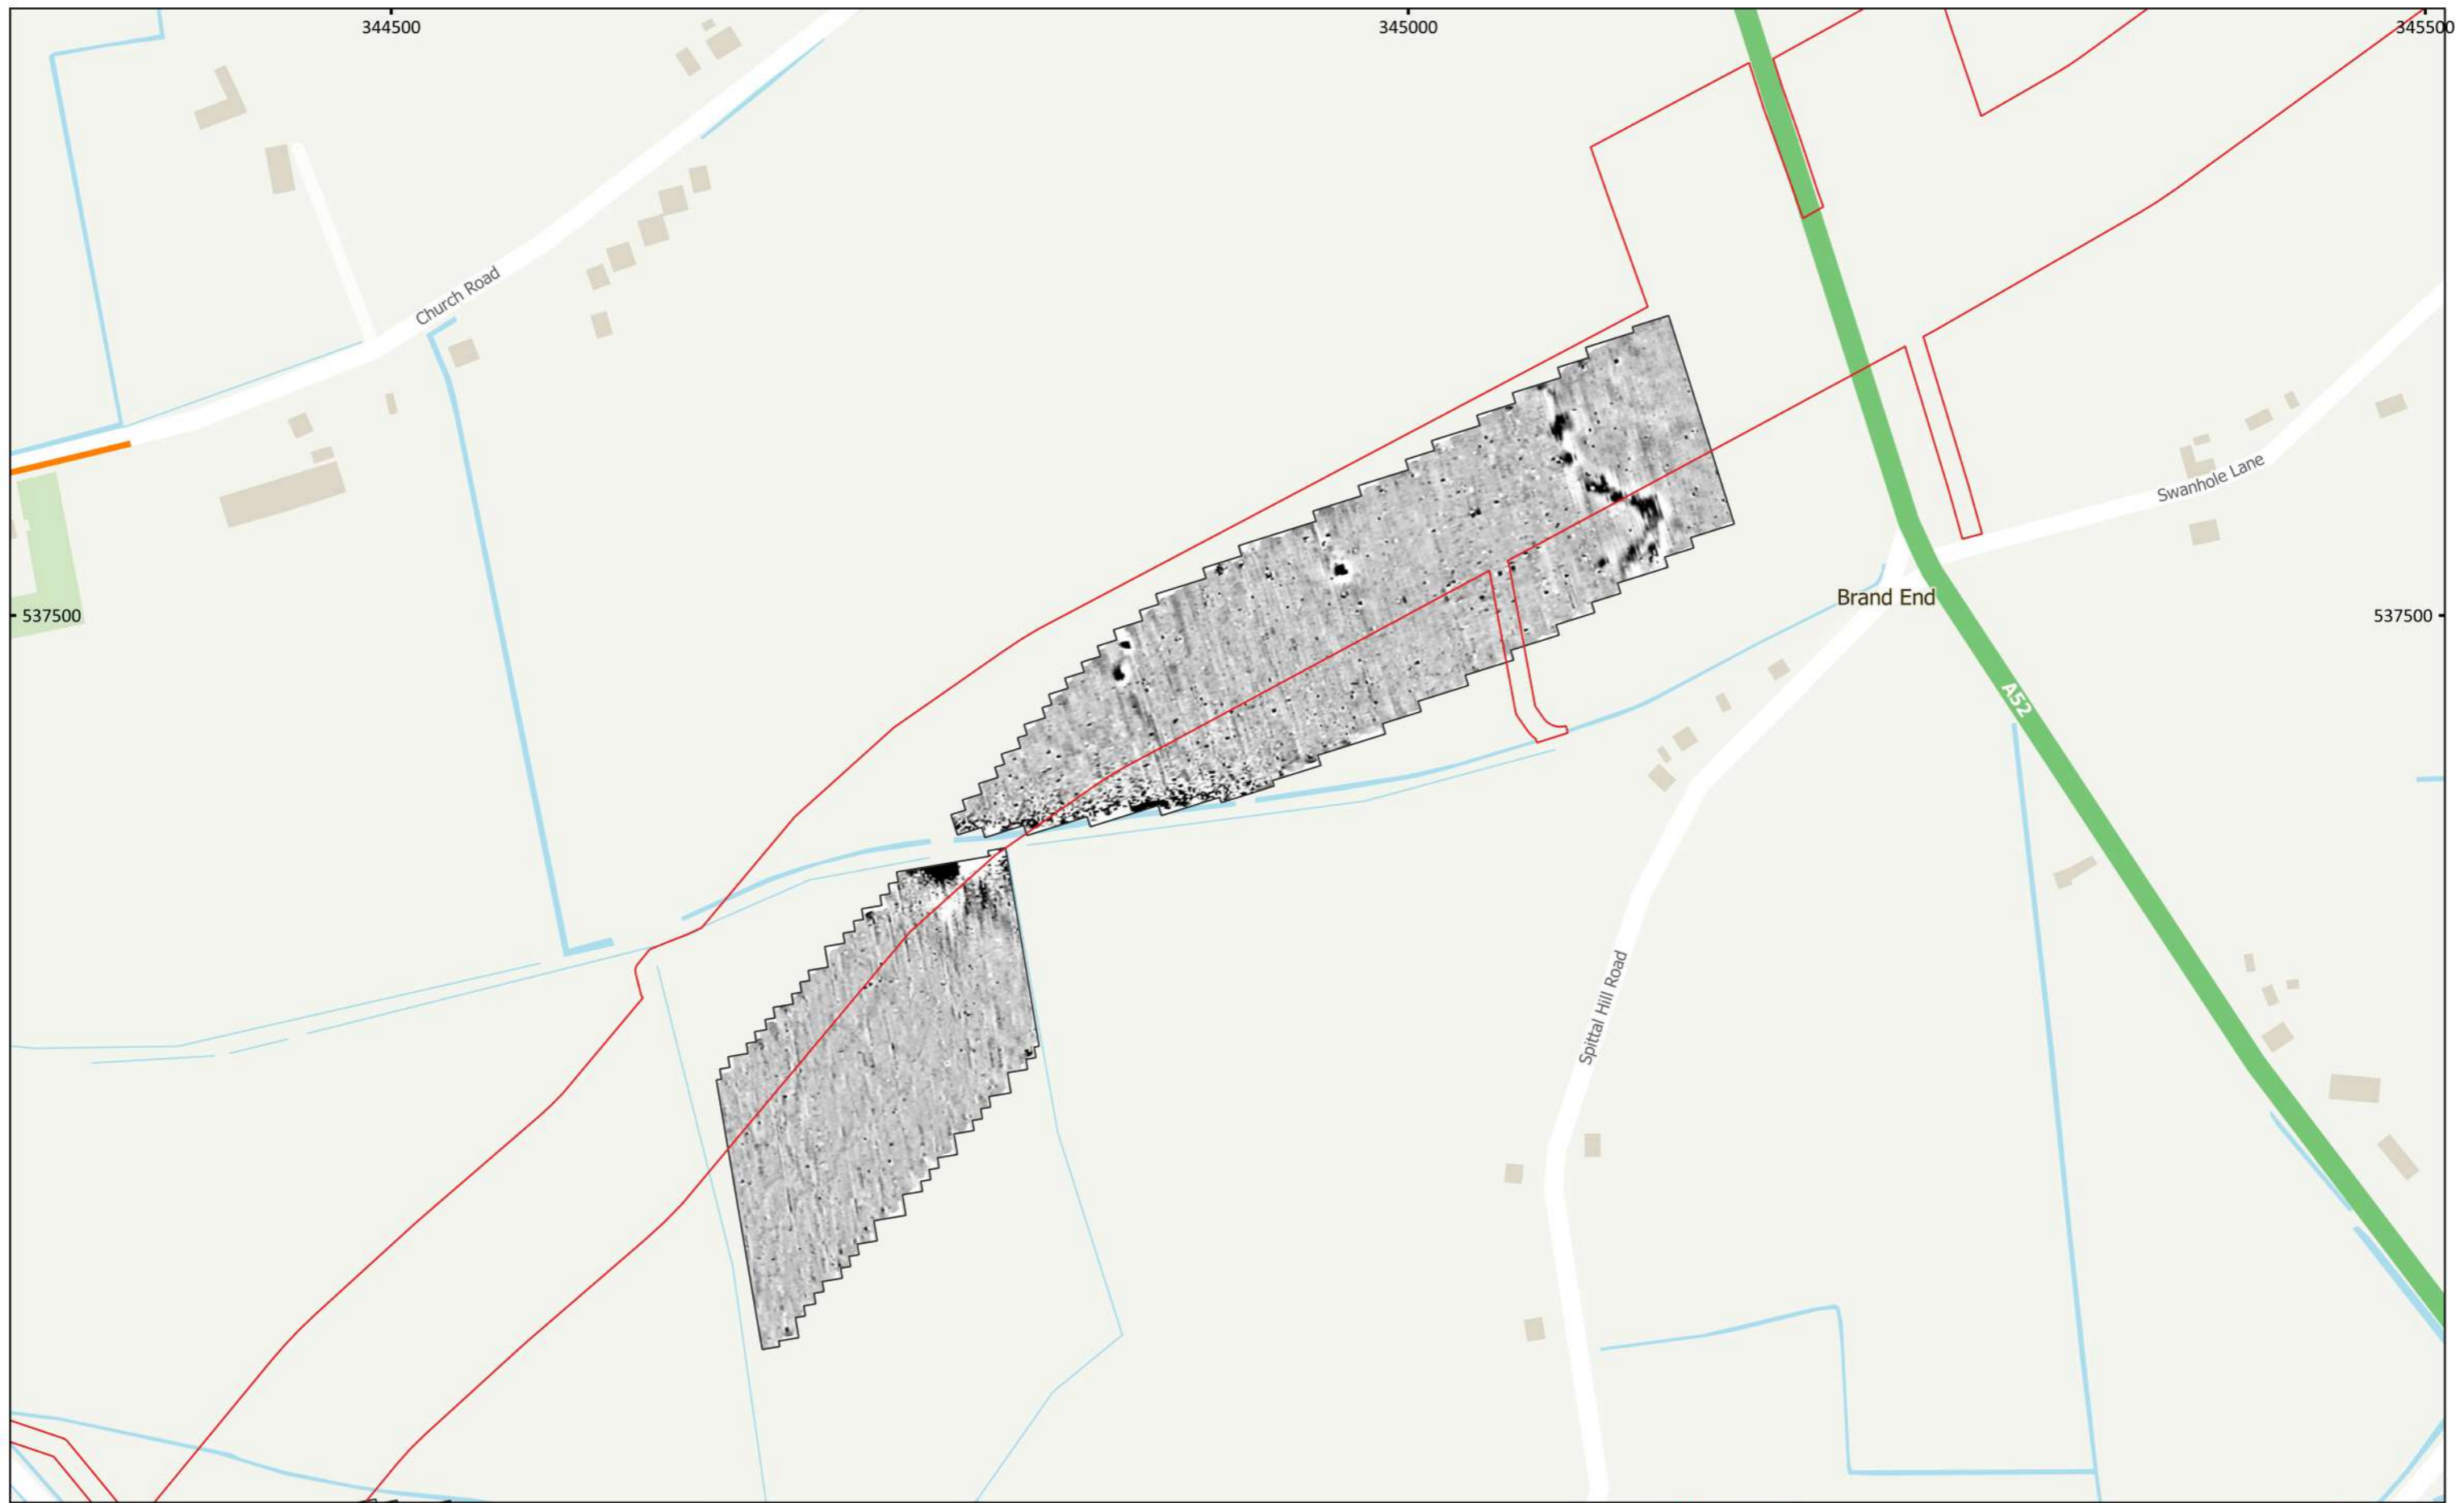 344500
345000
345500
Church Road
Swanhole Lane
537500
Brand End
537500
A52
Spittal Hill Road